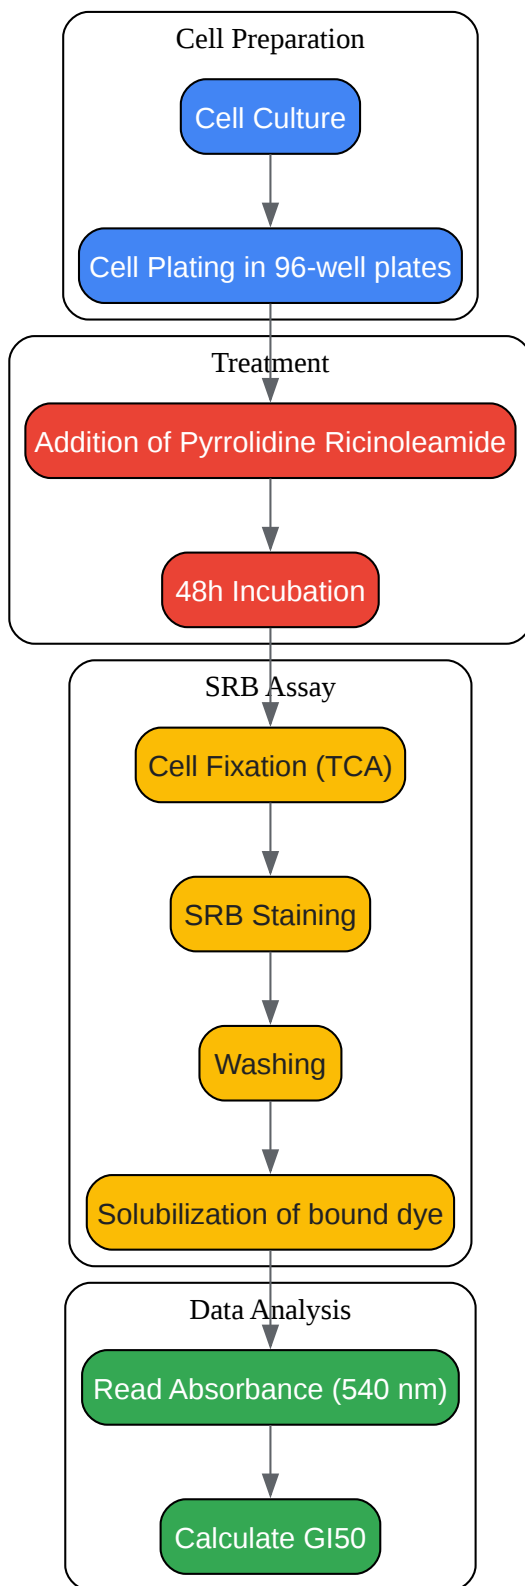 Cell Preparation
Cell Culture
Cell Plating in 96-well plates
Treatment
Addition of Pyrrolidine Ricinoleamide
48h Incubation
SRB Assay
Cell Fixation (TCA)
SRB Staining
Washing
Solubilization of bound dye
Data Analysis
Read Absorbance (540 nm)
Calculate GI50